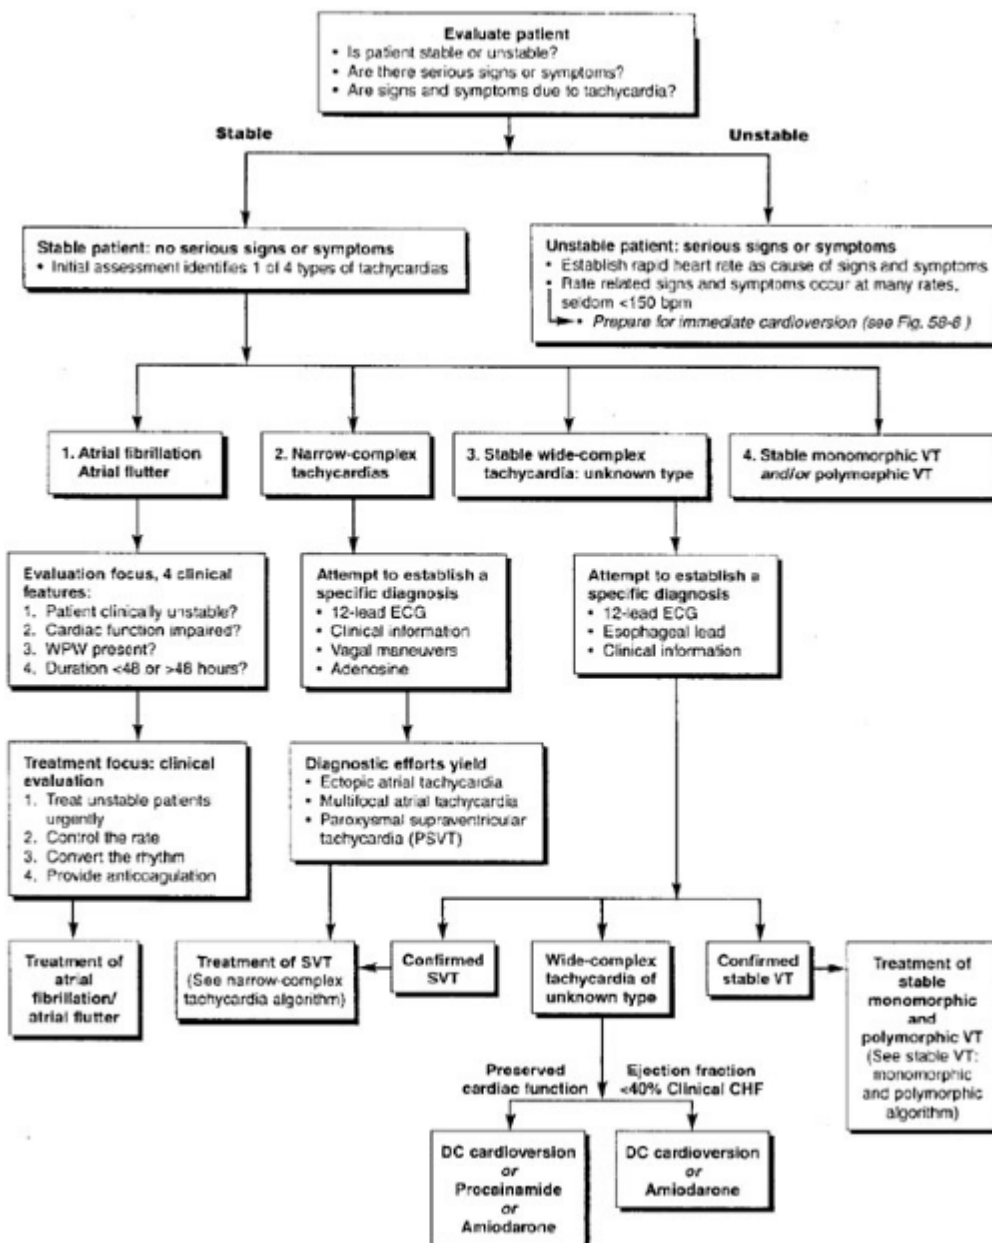 Evaluate patient
• Is patient stable or unstable?
• Are there serious signs or symptoms?
• Are signs and symptoms due to tachycardia?
Stable
Unstable
Stable patient: no serious signs or symptoms
• Initial assessment identifies 1 of 4 types of tachycardias
Unstable patient: serious signs or symptoms
• Establish rapid heart rate as cause of signs and symptoms
• Rate related signs and symptoms occur at many rates,
seldom <150 bpm
• Prepare for immediate cardioversion (see Fig. 58-6 )
1. Atrial fibrillation
Atrial flutter
2. Narrow-complex
tachycardias
3. Stable wide-complex
tachycardia: unknown type
4. Stable monomorphic VT
and/or polymorphic VT
Evaluation focus, 4 clinical
features:
1. Patient clinically unstable?
2. Cardiac function impaired?
3. WPW present?
4. Duration <48 or >48 hours?
Attempt to establish a
specific diagnosis
• 12-lead ECG
• Clinical information
• Vagal maneuvers
• Adenosine
Attempt to establish a
specific diagnosis
• 12-lead ECG
• Esophageal lead
• Clinical information
Treatment focus: clinical
evaluation
1. Treat unstable patients
urgently
2. Control the rate
3. Convert the rhythm
4. Provide anticoagulation
Diagnostic efforts yield
• Ectopic atrial tachycardia
• Multifocal atrial tachycardia
• Paroxysmal supraventricular
tachycardia (PSVT)
Treatment of
atrial
fibrillation/
atrial flutter
Treatment of SVT
(See narrow-complex
tachycardia algorithm)
Confirmed
SVT
Wide-complex
tachycardia of
unknown type
Confirmed
stable VT
Treatment of
stable
monomorphic
and
polymorphic VT
(See stable VT:
monomorphic
and polymorphic
algorithm)
Preserved
cardiac function
Ejection fraction
<40% Clinical CHF
DC cardioversion
or
Procainamide
or
Amiodarone
DC cardioversion
or
Amiodarone